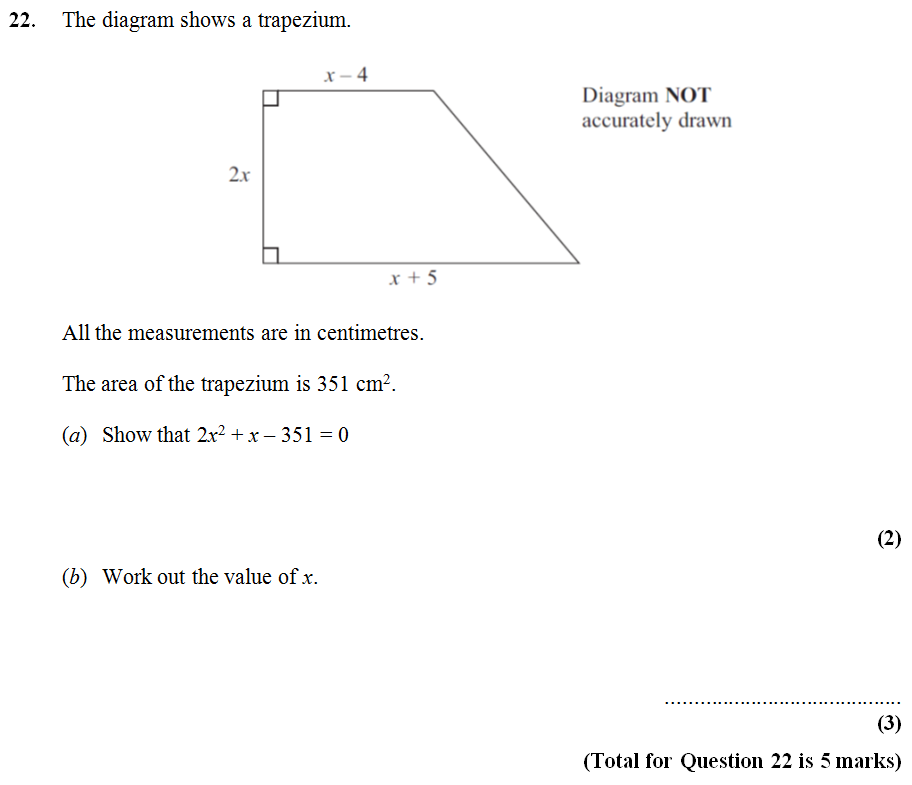 22. The diagram shows a trapezium.
x – 4
Diagram NOT
accurately drawn
2x
x + 5
All the measurements are in centimetres.
The area of the trapezium is 351 cm².
(a) Show that 2x² + x – 351 = 0
(2)
(b) Work out the value of x.
..........................................
(3)
(Total for Question 22 is 5 marks)